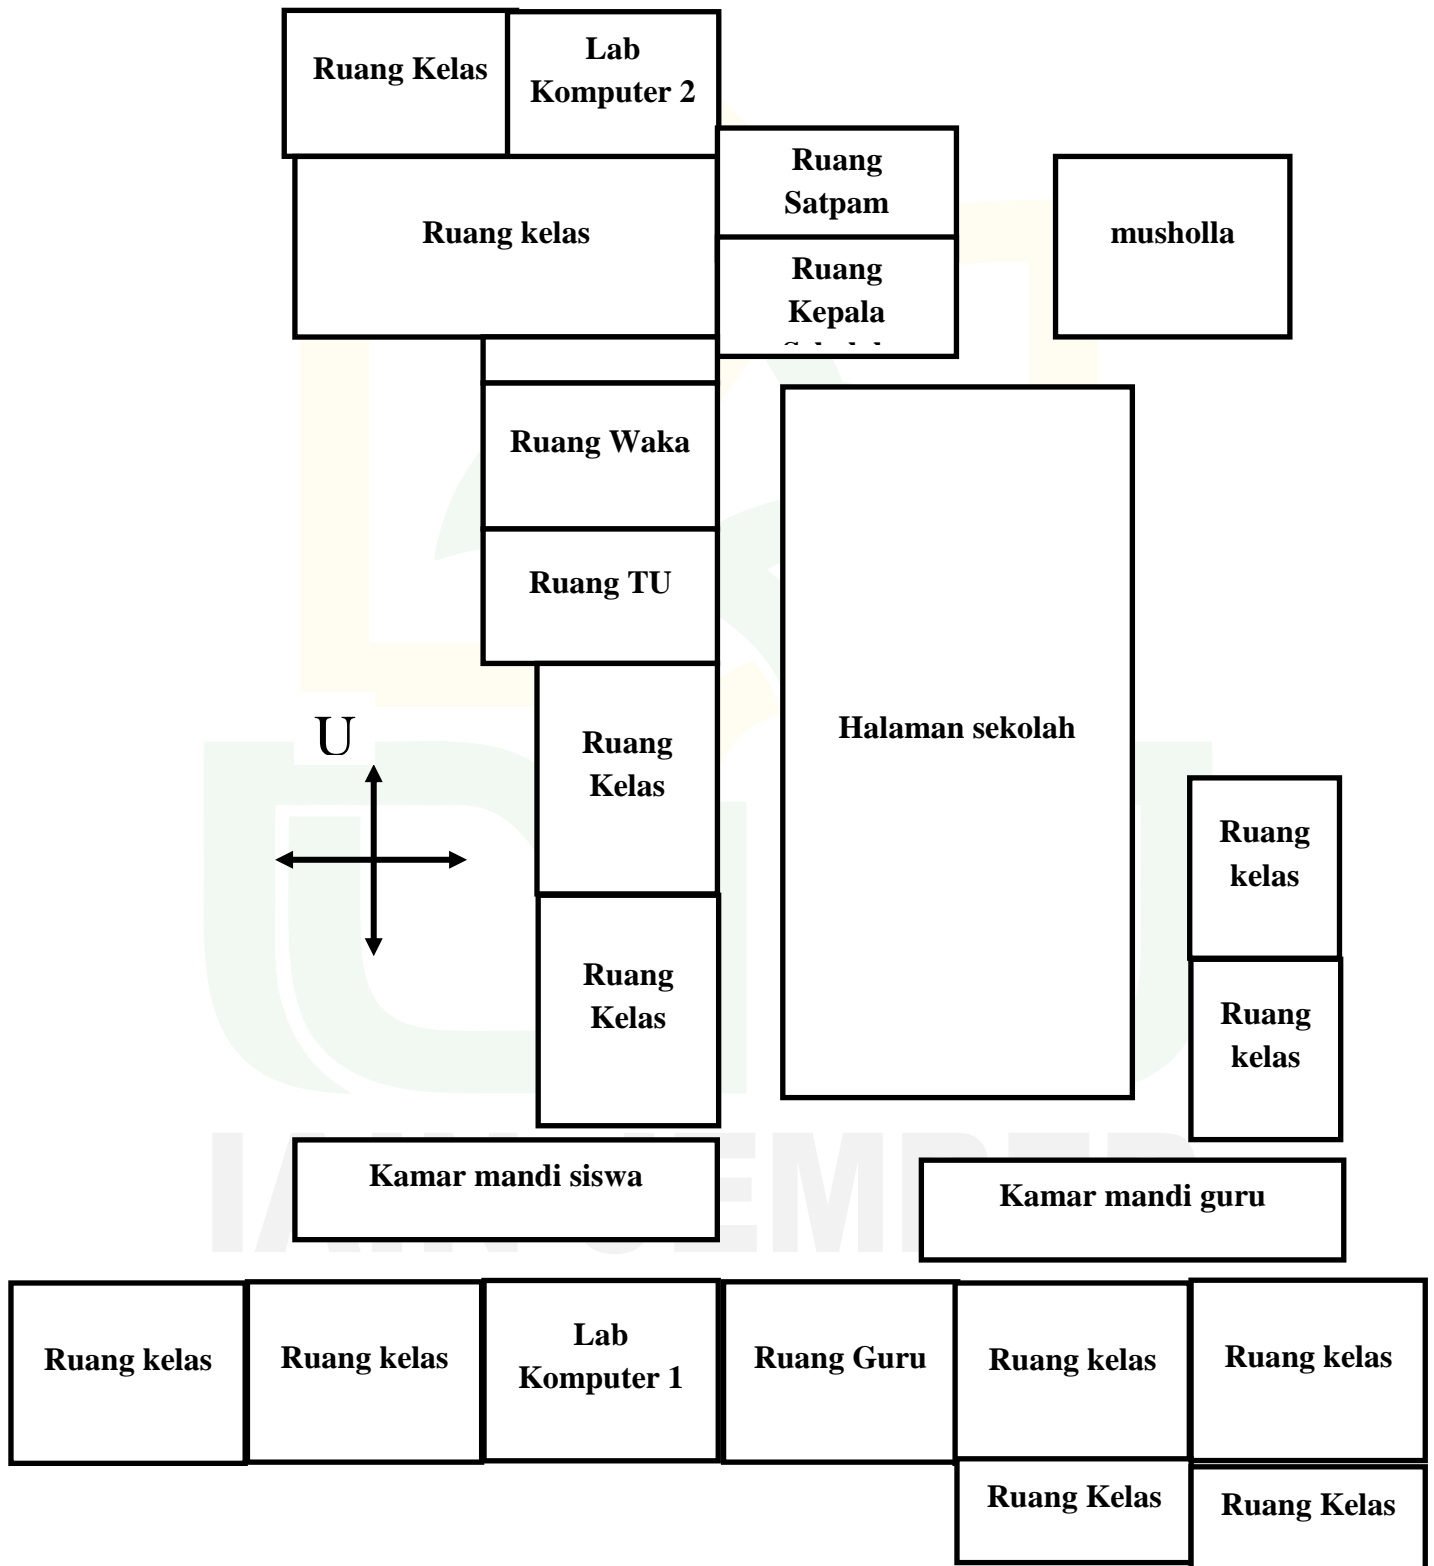 Ruang Kelas
Lab
Komputer 2
Ruang
Satpam
Ruang kelas
musholla
Ruang
Kepala
Ruang Waka
Ruang TU
Halaman sekolah
U
Ruang
Kelas
Ruang
kelas
Ruang
Kelas
Ruang
kelas
Kamar mandi siswa
Kamar mandi guru
IAIN JEMBER
Ruang kelas
Ruang kelas
Lab
Komputer 1
Ruang Guru
Ruang kelas
Ruang kelas
Ruang Kelas
Ruang Kelas